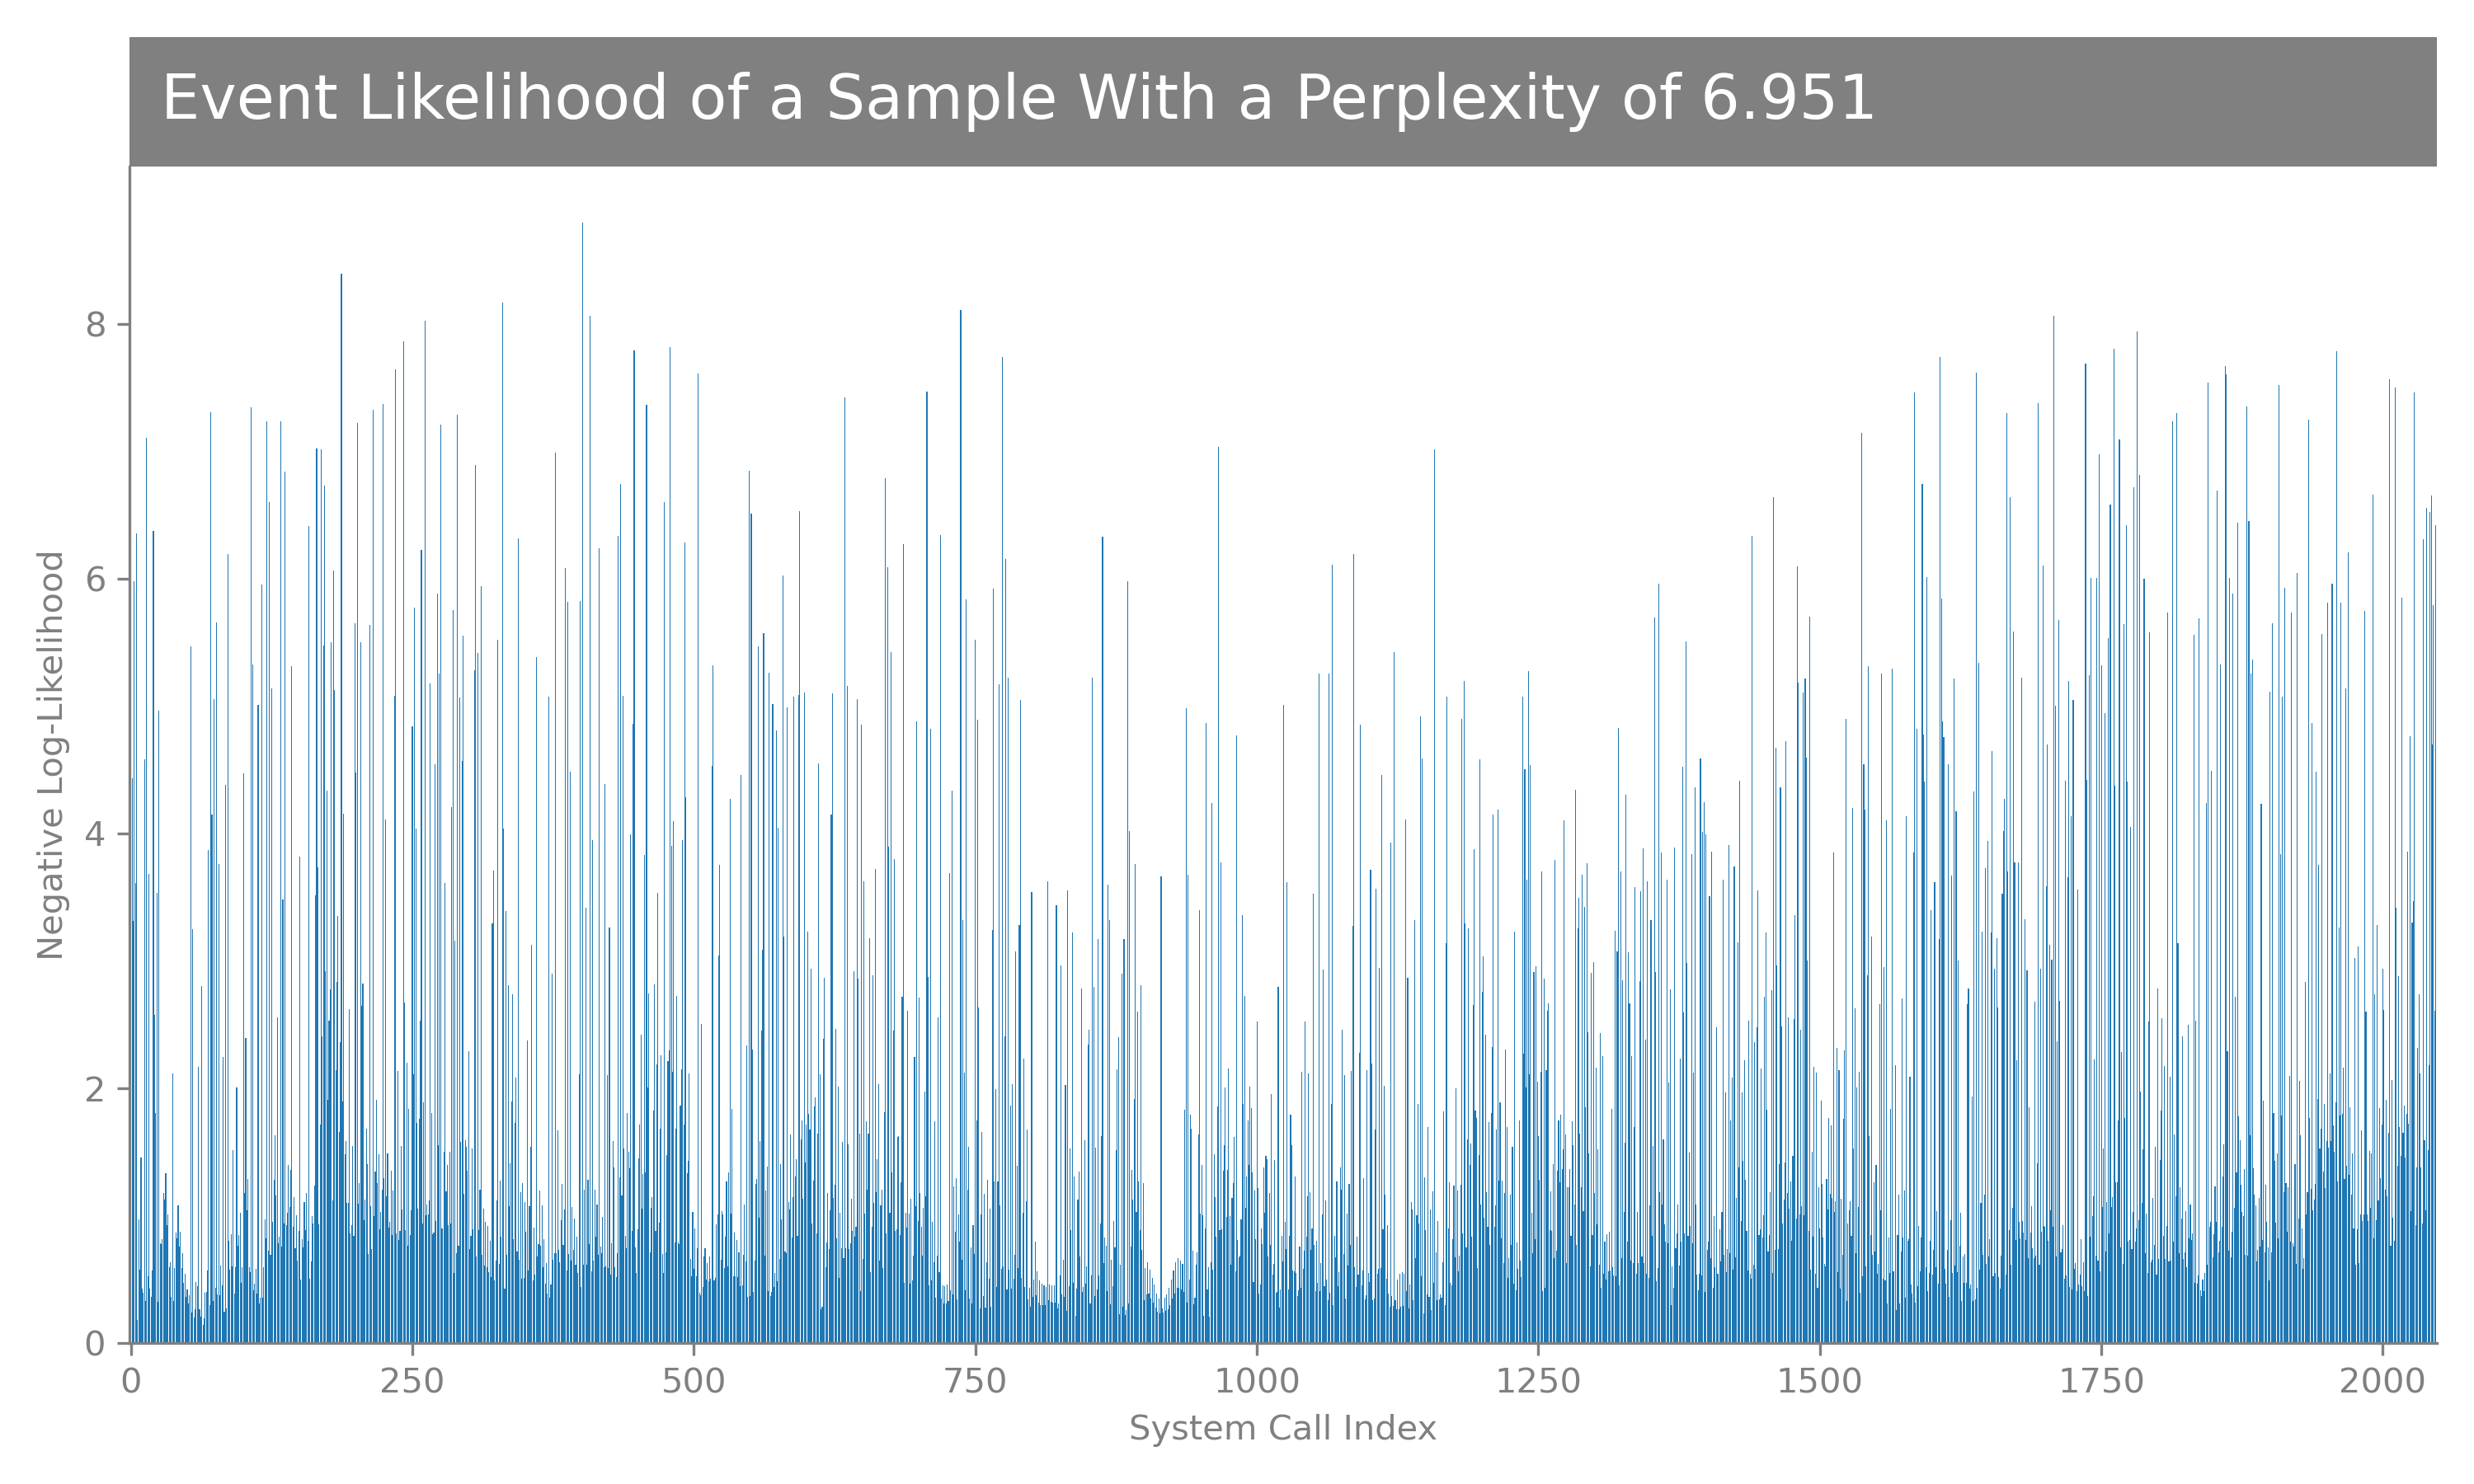 Event Likelihood of a Sample With a Perplexity of 6.951
Negative Log-Likelihood
8
6
4
2
0
0 250 500 750 1000 1250 1500 1750 2000
System Call Index